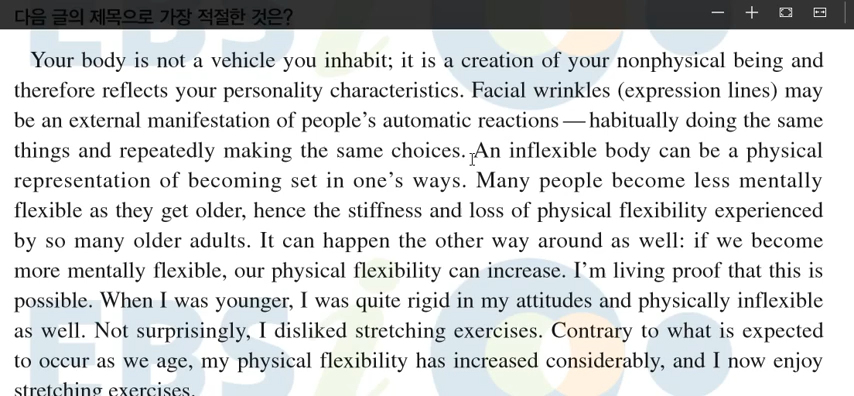 다음 글의 제목으로 가장 적절한 것은?
Your body is not a vehicle you inhabit; it is a creation of your nonphysical being and
therefore reflects your personality characteristics. Facial wrinkles (expression lines) may
be an external manifestation of people's automatic reactions—habitually doing the same
things and repeatedly making the same choices. An inflexible body can be a physical
representation of becoming set in one's ways. Many people become less mentally
flexible as they get older, hence the stiffness and loss of physical flexibility experienced
by so many older adults. It can happen the other way around as well: if we become
more mentally flexible, our physical flexibility can increase. I'm living proof that this is
possible. When I was younger, I was quite rigid in my attitudes and physically inflexible
as well. Not surprisingly, I disliked stretching exercises. Contrary to what is expected
to occur as we age, my physical flexibility has increased considerably, and I now enjoy
stretching exercises.